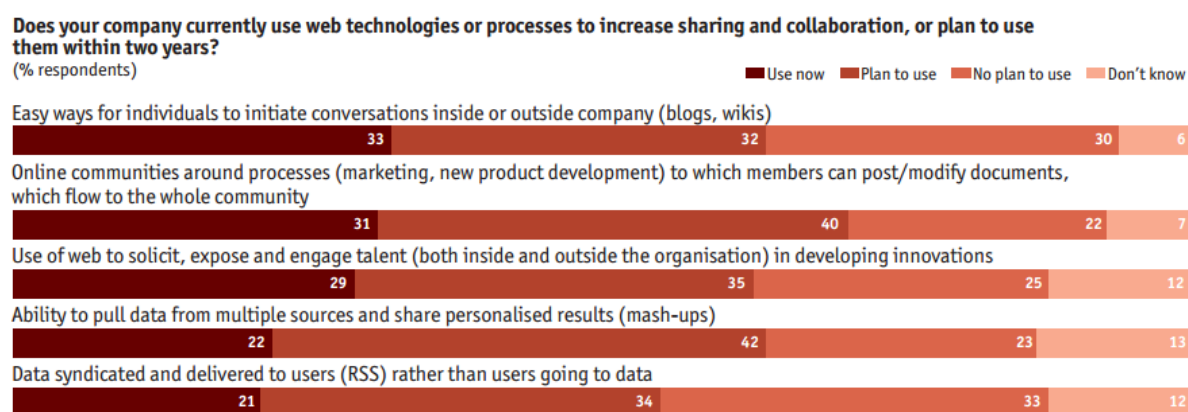 Does your company currently use web technologies or processes to increase sharing and collaboration, or plan to use
them within two years?
(% respondents)
Use now Plan to use No plan to use Don't know
Easy ways for individuals to initiate conversations inside or outside company (blogs, wikis)
33 32 30 6
Online communities around processes (marketing, new product development) to which members can post/modify documents,
which flow to the whole community
31 40 22 7
Use of web to solicit, expose and engage talent (both inside and outside the organisation) in developing innovations
29 35 25 12
Ability to pull data from multiple sources and share personalised results (mash-ups)
22 42 23 13
Data syndicated and delivered to users (RSS) rather than users going to data
21 34 33 12